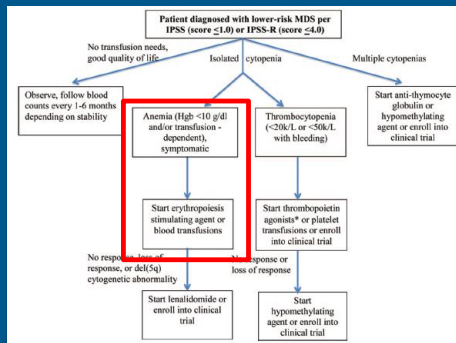 Patient diagnosed with lower-risk MDS per
IPSS (score ≤1.0) or IPSS-R (score ≤4.0)
No transfusion needs,
good quality of life
Isolated
cytopenia
Multiple cytopenias
Observe, follow blood
counts every 1-6 months
depending on stability
Anemia (Hgb <10 g/dl
and/or transfusion -
dependent),
symptomatic
Thrombocytopenia
(<20k/L or <50k/L
with bleeding)
Start anti-thymocyte
globulin or
hypomethylating
agent or enroll into
clinical trial
Start erythropoiesis
stimulating agent or
blood transfusions
Start thrombopoietin
agonists* or platelet
transfusions or enroll
into clinical trial
No response, loss of
response, or del(5q)
cytogenetic abnormality
No response or
loss of response
Start lenalidomide or
enroll into clinical
trial
Start
hypomethylating
agent or enroll into
clinical trial